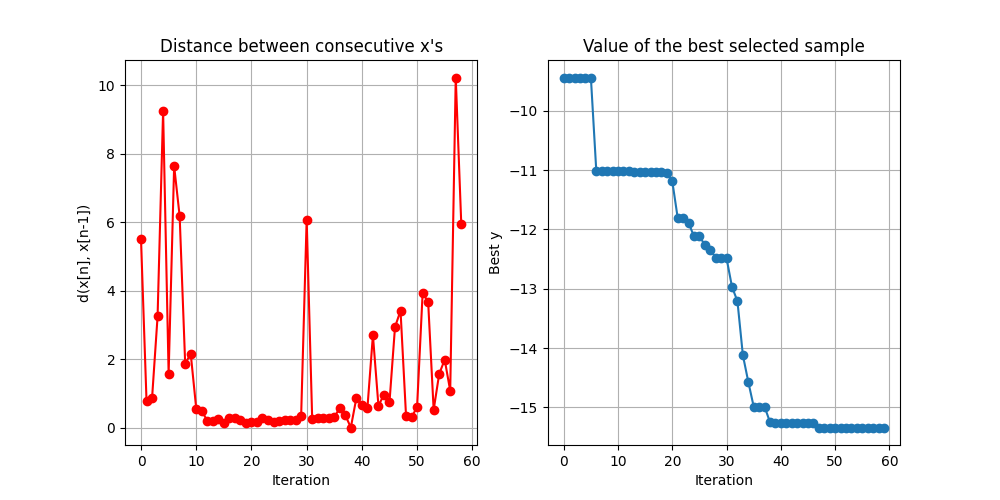 Distance between consecutive x's
d(x[n], x[n-1])
10
8
6
4
2
0
0 10 20 30 40 50 60
Iteration
Value of the best selected sample
Best y
−10
−11
−12
−13
−14
−15
0 10 20 30 40 50 60
Iteration